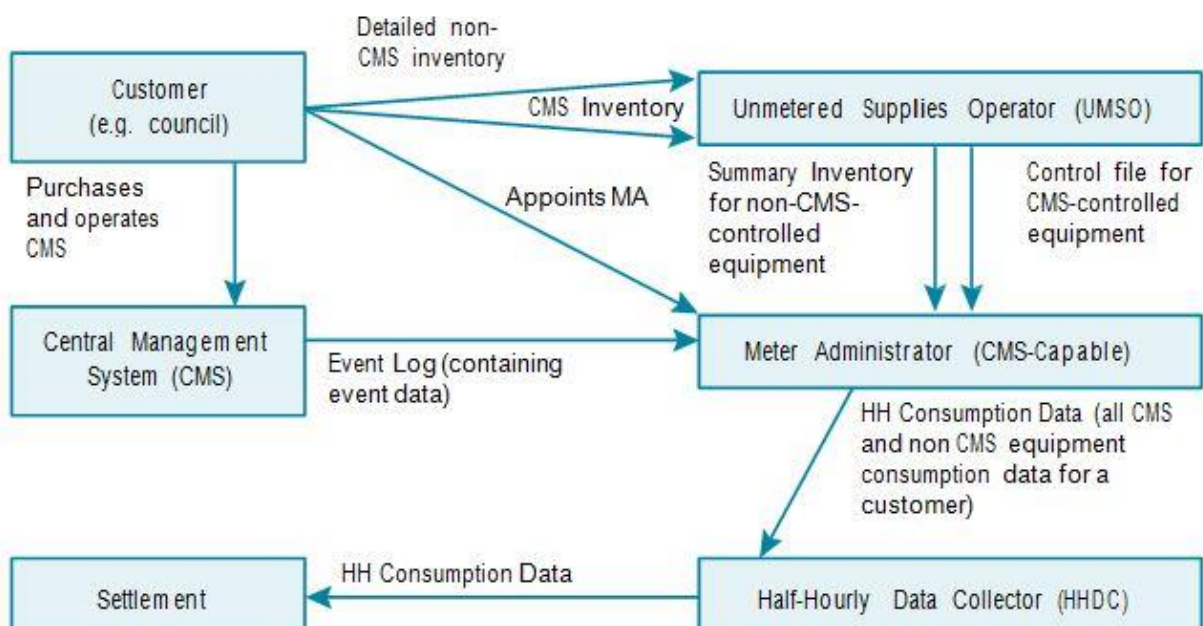 Detailed non-
CMS inventory
Customer
(e.g. council)
CMS Inventory
Unmetered Supplies Operator (UMSO)
Purchases
and operates
CMS
Appoints MA
Summary Inventory
for non-CMS-
controlled
equipment
Control file for
CMS-controlled
equipment
Central Management
System (CMS)
Event Log (containing
event data)
Meter Administrator (CMS-Capable)
HH Consumption Data (all CMS
and non CMS equipment
consumption data for a
customer)
Settlement
HH Consumption Data
Half-Hourly Data Collector (HHDC)